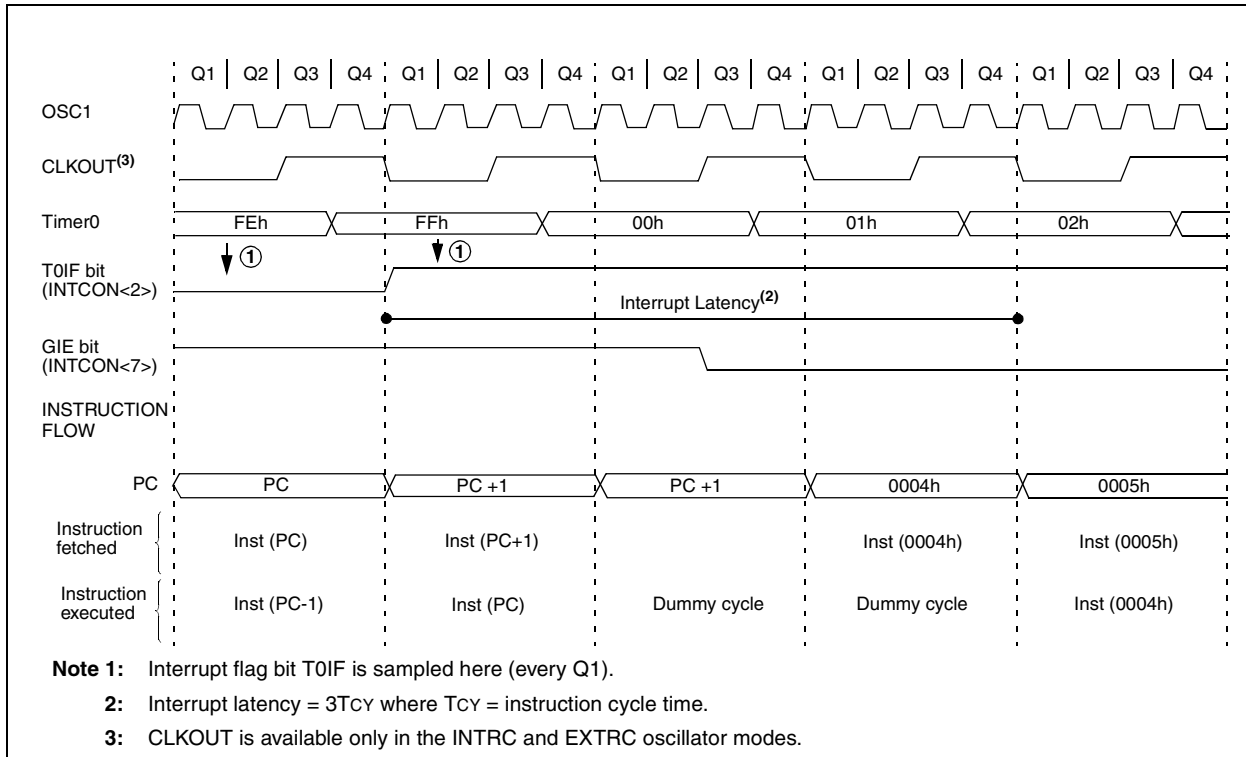 Q1 Q2 Q3 Q4 Q1 Q2 Q3 Q4 Q1 Q2 Q3 Q4 Q1 Q2 Q3 Q4 Q1 Q2 Q3 Q4
OSC1
CLKOUT(3)
Timer0 FEh FFh 00h 01h 02h
1 1
T0IF bit
(INTCON<2>)
Interrupt Latency(2)
GIE bit
(INTCON<7>)
INSTRUCTION
FLOW
PC PC PC +1 PC +1 0004h 0005h
Instruction
fetched
Inst (PC) Inst (PC+1) Inst (0004h) Inst (0005h)
Instruction
executed
Inst (PC-1) Inst (PC) Dummy cycle Dummy cycle Inst (0004h)
Note 1: Interrupt flag bit T0IF is sampled here (every Q1).
2: Interrupt latency = 3TCY where TCY = instruction cycle time.
3: CLKOUT is available only in the INTRC and EXTRC oscillator modes.